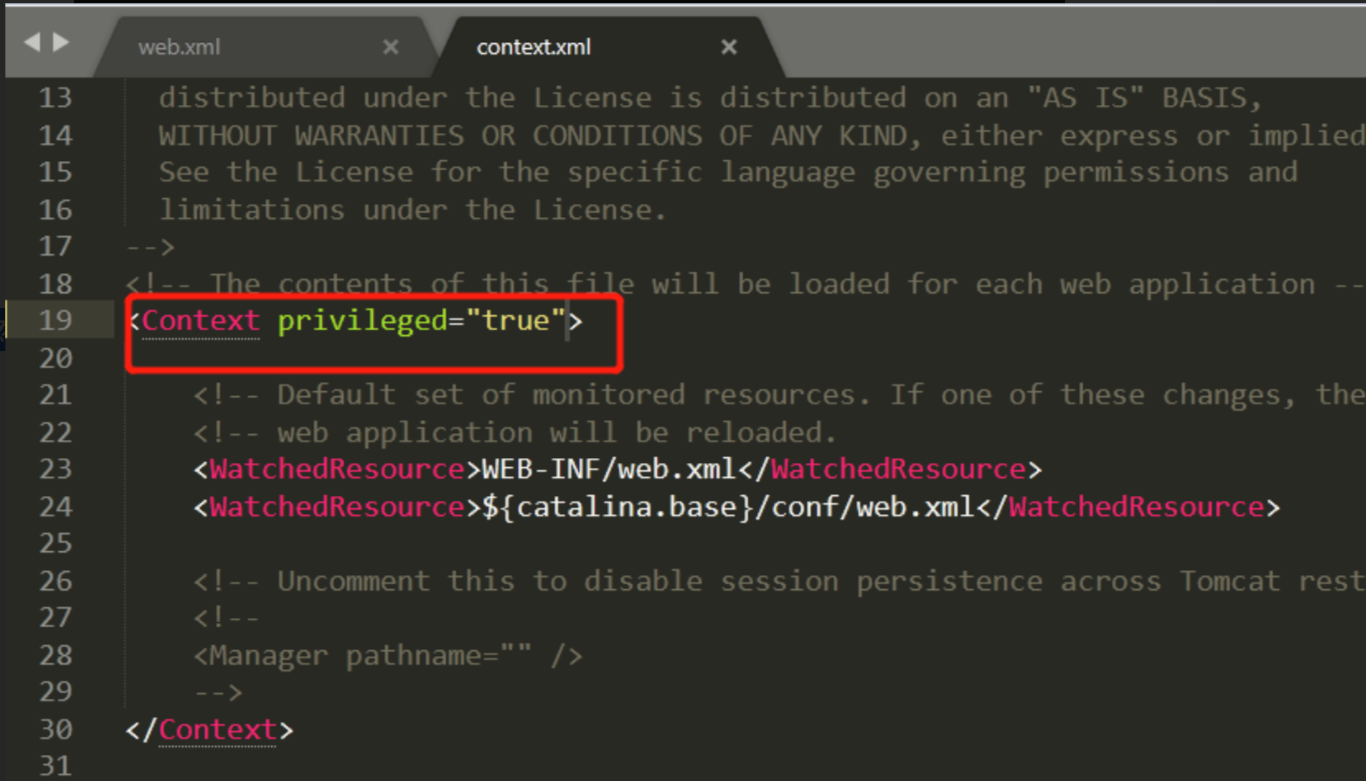 web.xml × context.xml ×
13 distributed under the License is distributed on an "AS IS" BASIS,
14 WITHOUT WARRANTIES OR CONDITIONS OF ANY KIND, either express or implied
15 See the License for the specific language governing permissions and
16 limitations under the License.
17 -->
18 <!-- The contents of this file will be loaded for each web application --
19 <Context privileged="true">
20
21 <!-- Default set of monitored resources. If one of these changes, the
22 <!-- web application will be reloaded.
23 <WatchedResource>WEB-INF/web.xml</WatchedResource>
24 <WatchedResource>${catalina.base}/conf/web.xml</WatchedResource>
25
26 <!-- Uncomment this to disable session persistence across Tomcat rest
27 <!--
28 <Manager pathname="" />
29 -->
30 </Context>
31